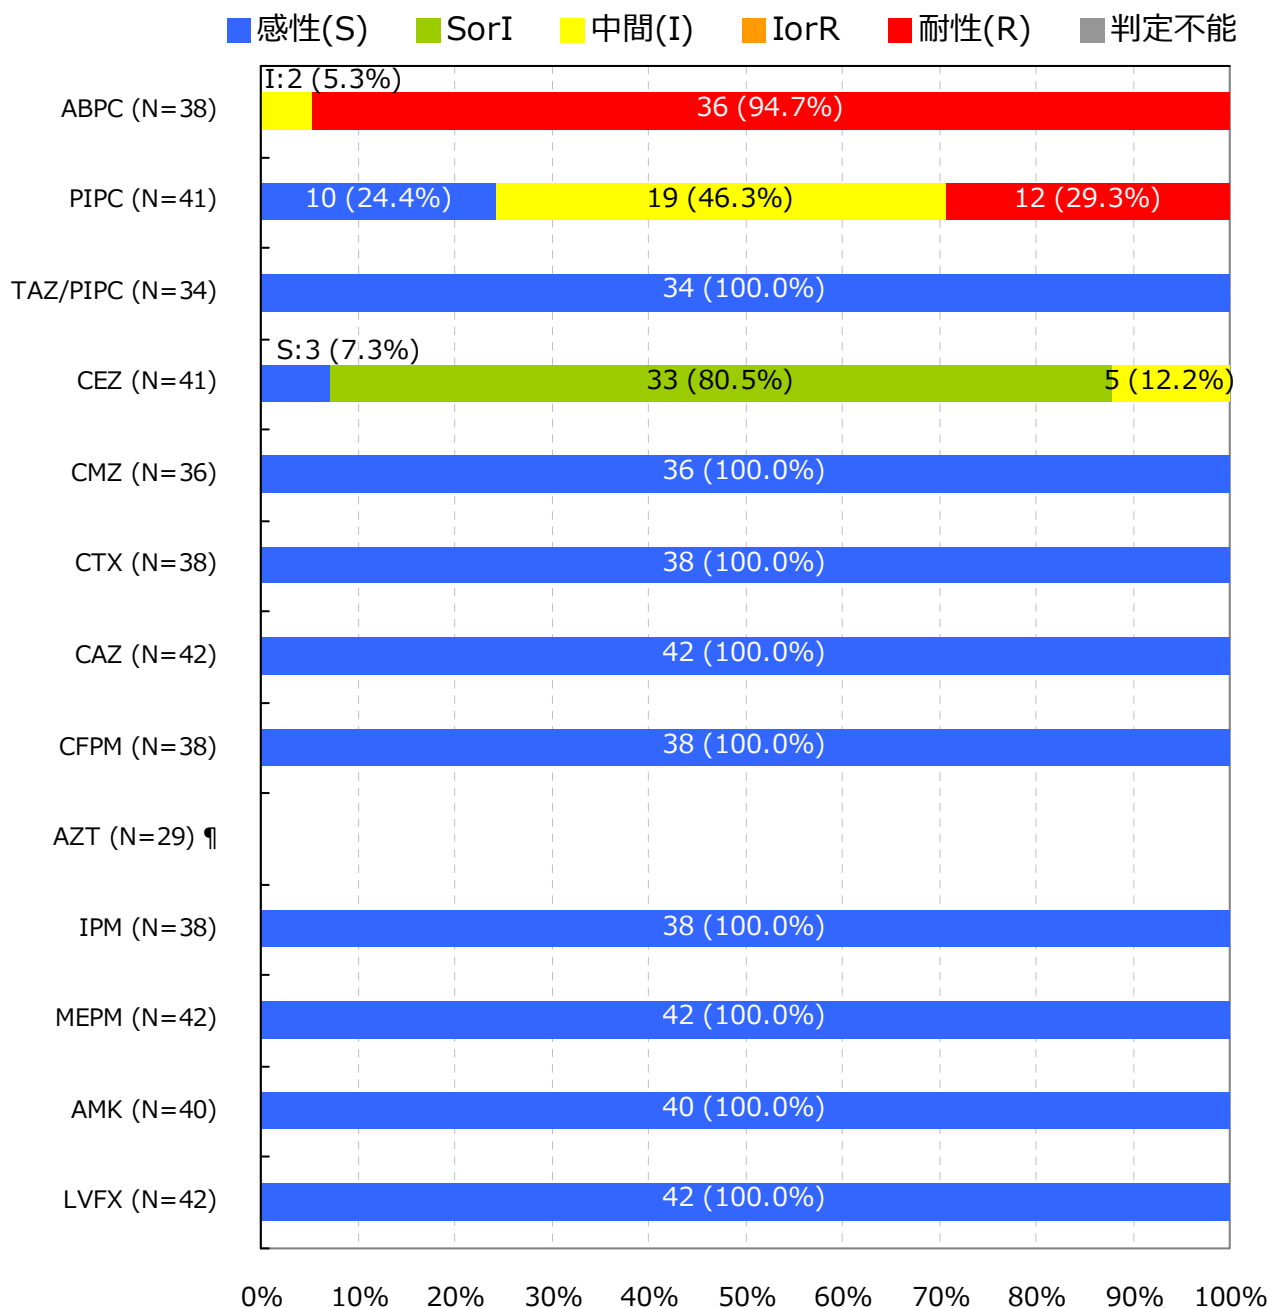 感性(S) SorI 中間(I) IorR 耐性(R) 判定不能
I:2 (5.3%)
ABPC (N=38) 36 (94.7%)
PIPC (N=41) 10 (24.4%) 19 (46.3%) 12 (29.3%)
TAZ/PIPC (N=34) 34 (100.0%)
S:3 (7.3%)
CEZ (N=41) 33 (80.5%) 5 (12.2%)
CMZ (N=36) 36 (100.0%)
CTX (N=38) 38 (100.0%)
CAZ (N=42) 42 (100.0%)
CFPM (N=38) 38 (100.0%)
AZT (N=29) ¶
IPM (N=38) 38 (100.0%)
MEPM (N=42) 42 (100.0%)
AMK (N=40) 40 (100.0%)
LVFX (N=42) 42 (100.0%)
0% 10% 20% 30% 40% 50% 60% 70% 80% 90% 100%